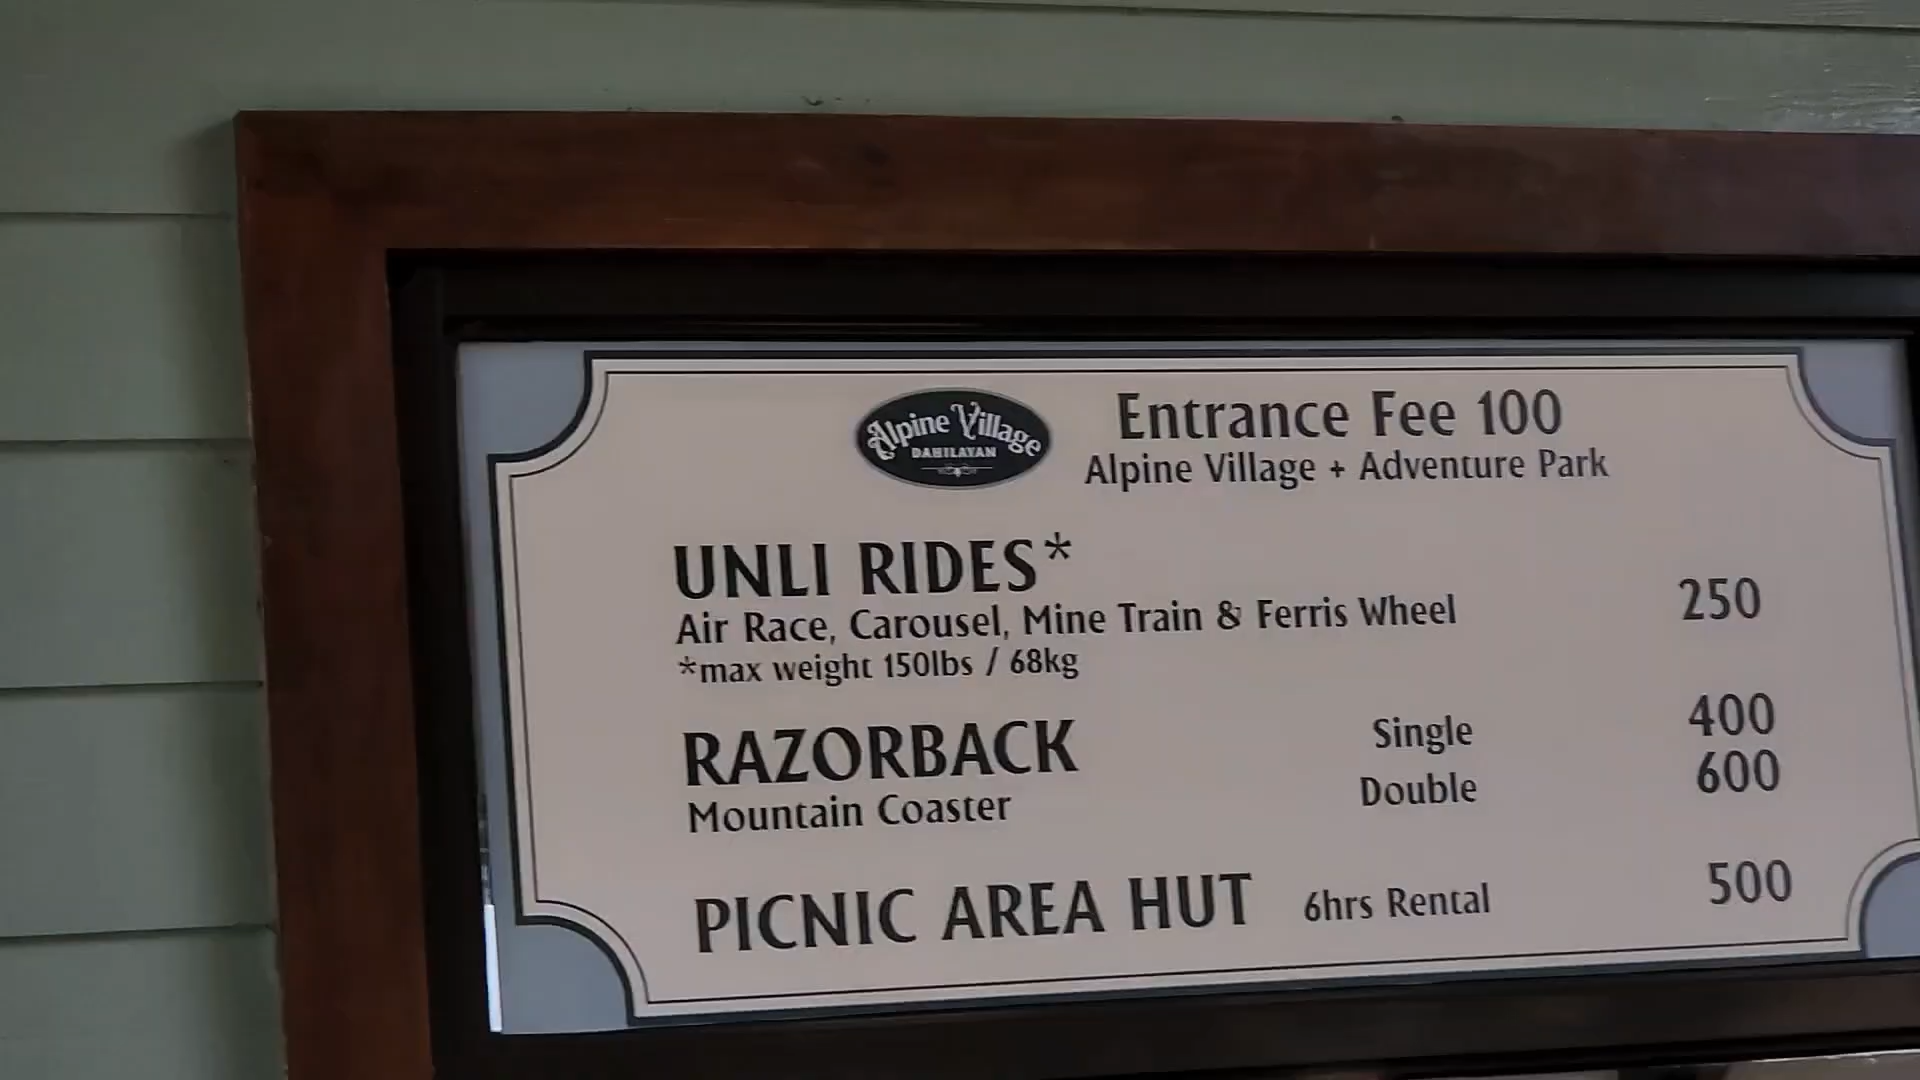 Alpine Village
DAHILAYAN
Entrance Fee 100
Alpine Village + Adventure Park
UNLI RIDES*
Air Race, Carousel, Mine Train & Ferris Wheel 250
*max weight 150lbs / 68kg
RAZORBACK Single 400
Mountain Coaster Double 600
PICNIC AREA HUT 6hrs Rental 500